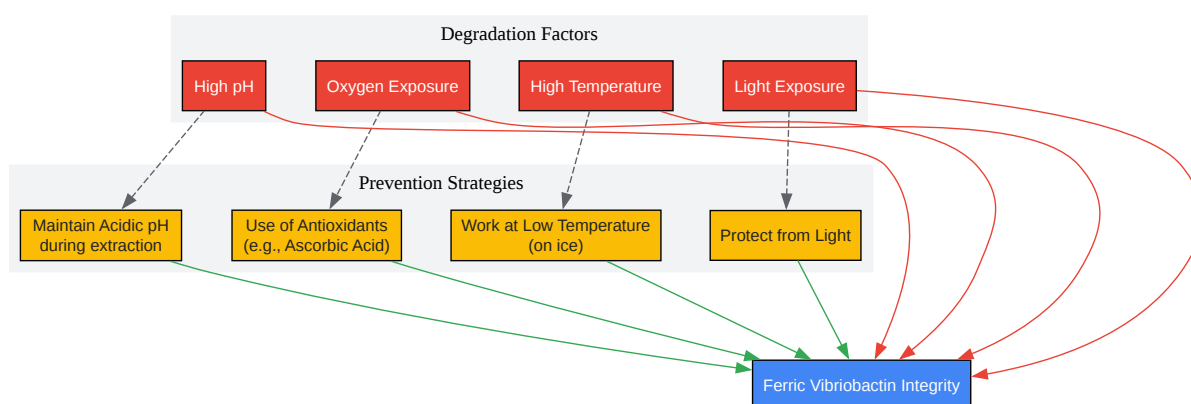 Degradation Factors
High pH
Oxygen Exposure
High Temperature
Light Exposure
Prevention Strategies
Maintain Acidic pH
during extraction
Use of Antioxidants
(e.g., Ascorbic Acid)
Work at Low Temperature
(on ice)
Protect from Light
Ferric Vibriobactin Integrity